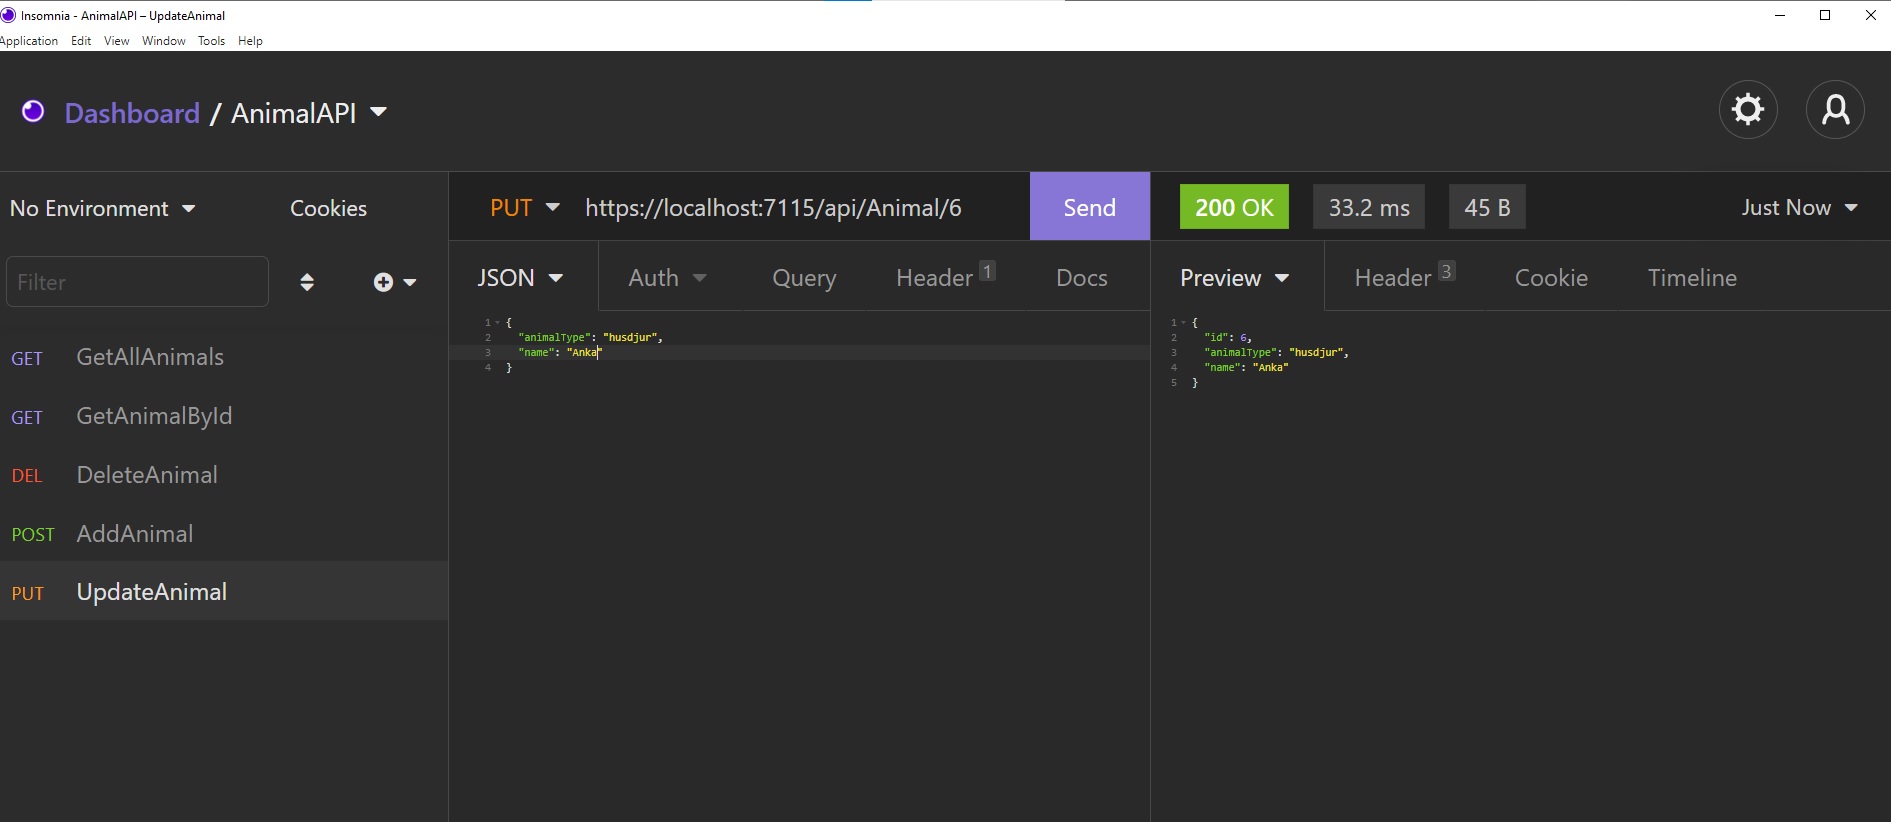 Insomnia - AnimalAPI – UpdateAnimal
Application Edit View Window Tools Help
Dashboard / AnimalAPI
No Environment Cookies
Filter
GET GetAllAnimals
GET GetAnimalById
DEL DeleteAnimal
POST AddAnimal
PUT UpdateAnimal
PUT https://localhost:7115/api/Animal/6 Send
JSON Auth Query Header 1 Docs
1 {
2 "animalType": "husdjur",
3 "name": "Anka"
4 }
200 OK 33.2 ms 45 B Just Now
Preview Header 3 Cookie Timeline
1 {
2 "id": 6,
3 "animalType": "husdjur",
4 "name": "Anka"
5 }